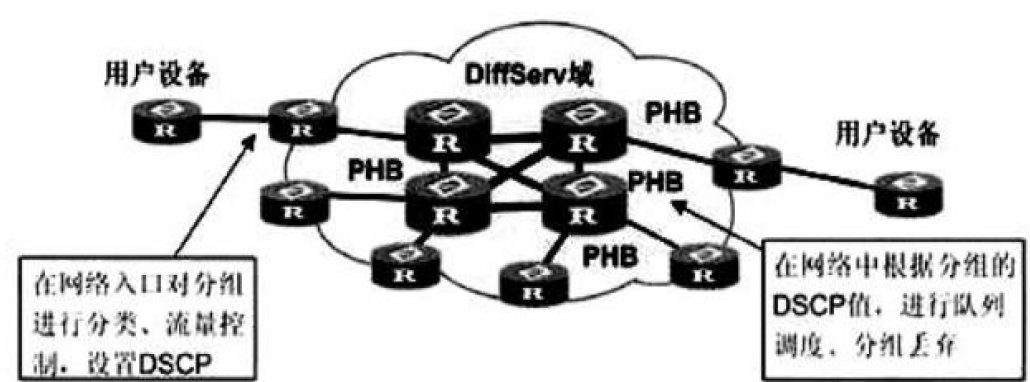 DiffServ域
用户设备
PHB
用户设备
R
R
R
R
R
R
PHB
R
R
PHB
R
R
R
PHB
R
R
在网络入口对分组
进行分类、流量控
制，设置DSCP
在网络中根据分组的
DSCP值，进行队列
调度、分组丢弃